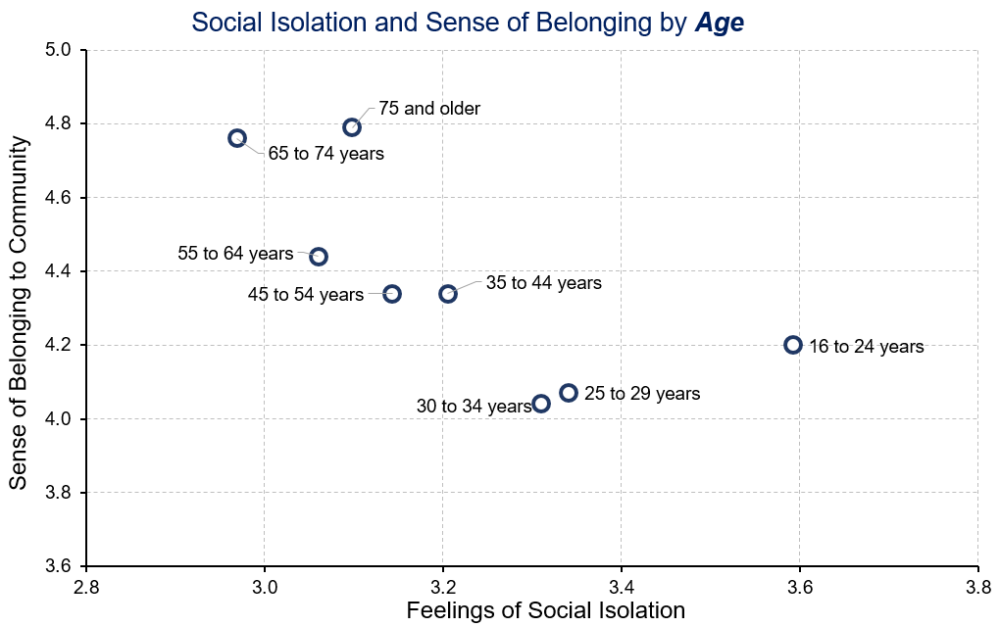 Social Isolation and Sense of Belonging by Age
5.0
4.8
4.6
4.4
4.2
4.0
3.8
3.6
Sense of Belonging to Community
75 and older
65 to 74 years
55 to 64 years
45 to 54 years
35 to 44 years
16 to 24 years
25 to 29 years
30 to 34 years
2.8
3.0
3.2
3.4
3.6
3.8
Feelings of Social Isolation